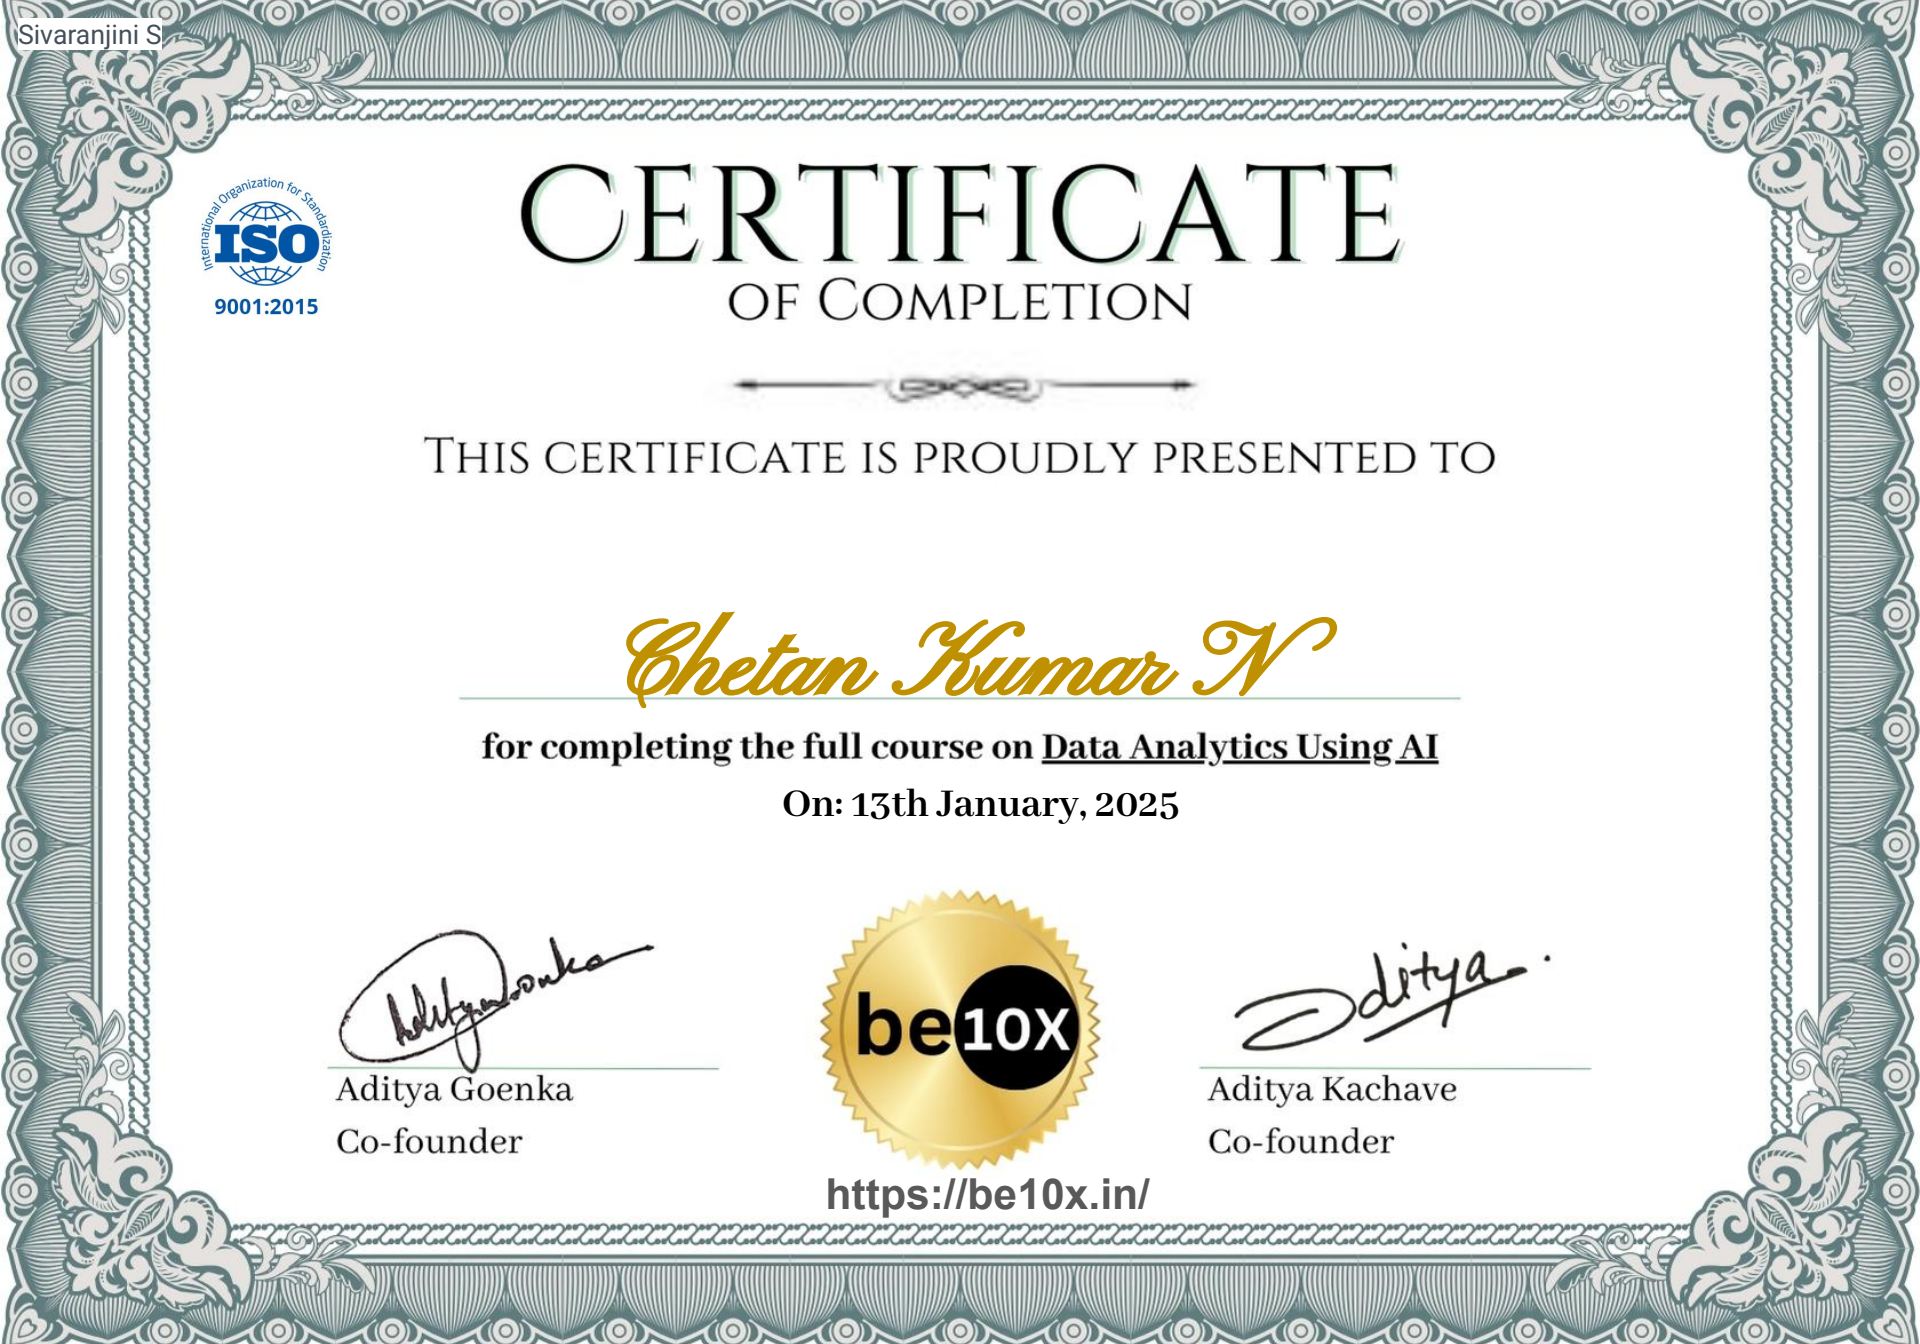 Sivaranjini S
International Organization for Standardization
ISO
9001:2015
CERTIFICATE
OF COMPLETION
THIS CERTIFICATE IS PROUDLY PRESENTED TO
Chetan Kumar N
for completing the full course on Data Analytics Using AI
On: 13th January, 2025
Aditya Goenka
Co-founder
be10X
Aditya
Aditya Kachave
Co-founder
https://be10x.in/